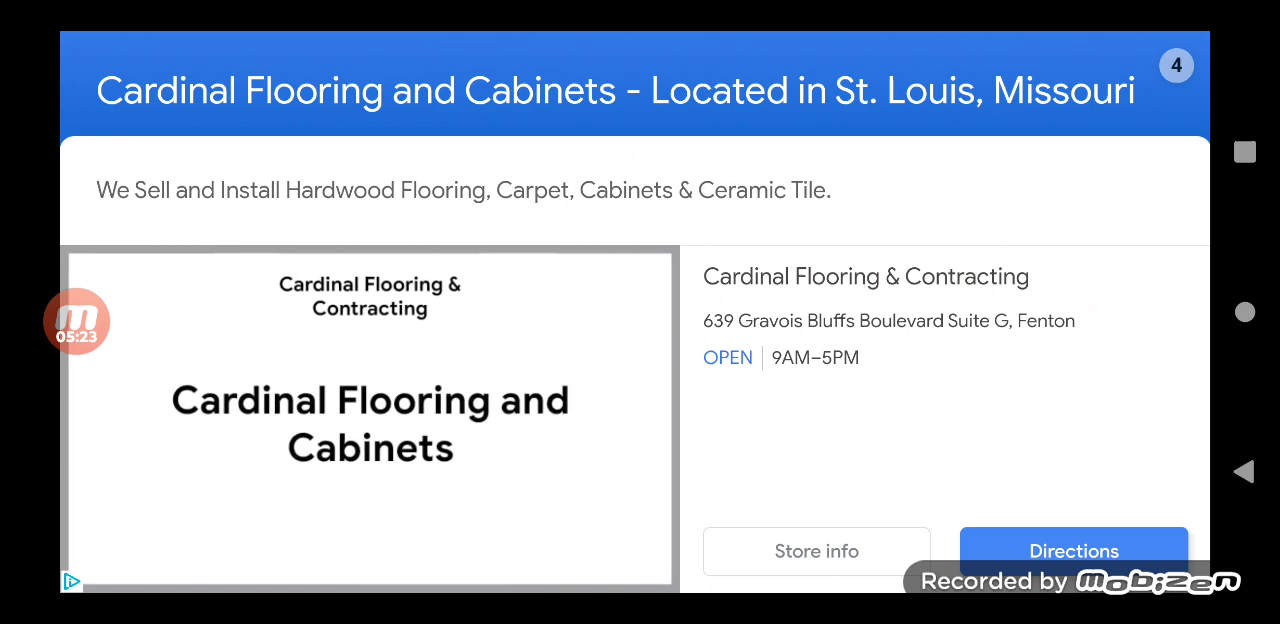 Cardinal Flooring and Cabinets - Located in St. Louis, Missouri
4
We Sell and Install Hardwood Flooring, Carpet, Cabinets & Ceramic Tile.
Cardinal Flooring &
Contracting
Cardinal Flooring and
Cabinets
m
05:23
Cardinal Flooring & Contracting
639 Gravois Bluffs Boulevard Suite G, Fenton
OPEN | 9AM–5PM
Store info
Directions
Recorded by mobizen